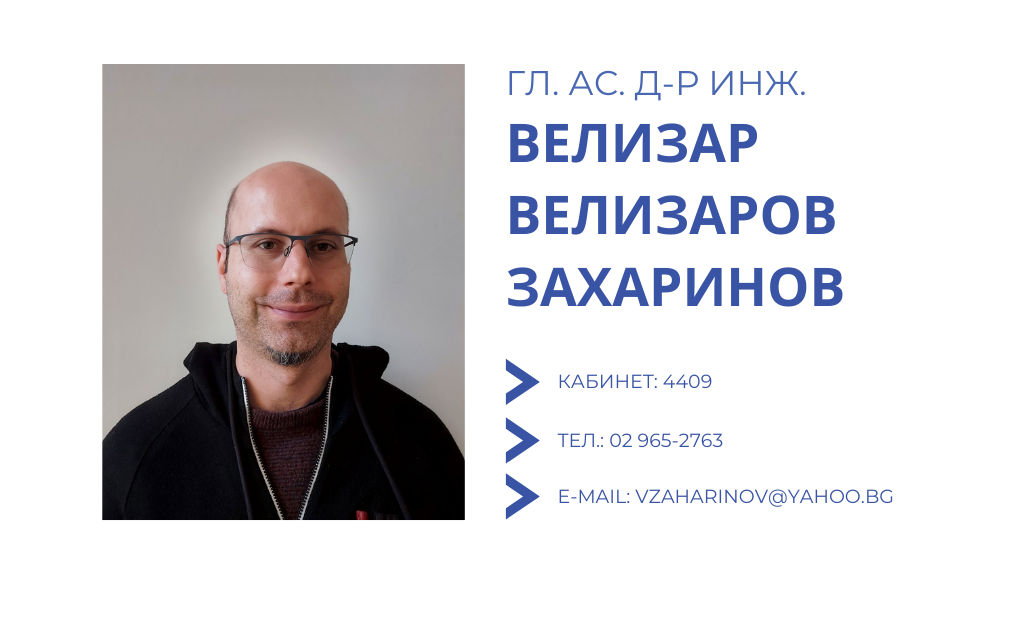 ГЛ. АС. Д-Р ИНЖ.
ВЕЛИЗАР
ВЕЛИЗАРОВ
ЗАХАРИНОВ
КАБИНЕТ: 4409
ТЕЛ.: 02 965-2763
E-MAIL: VZAHARINOV@YAHOO.BG